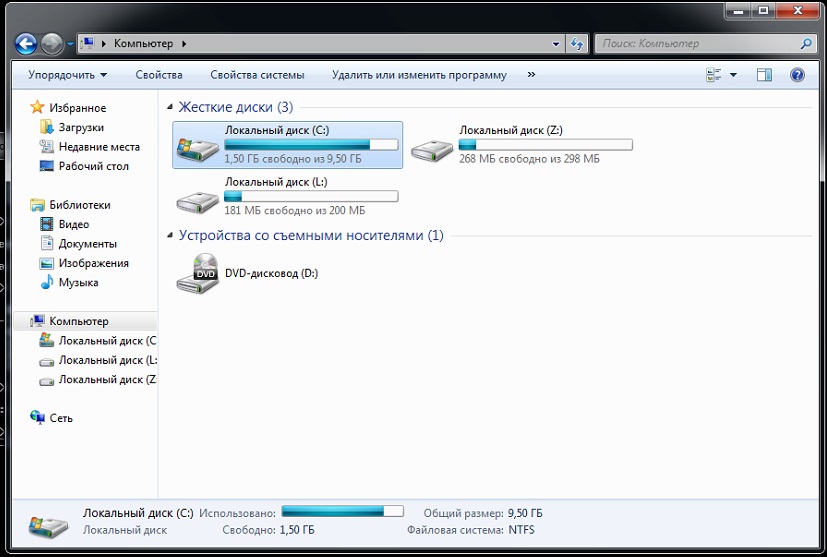 Компьютер
Поиск: Компьютер
Упорядочить Свойства Свойства системы Удалить или изменить программу »
Избранное
Загрузки
Недавние места
Рабочий стол
Библиотеки
Видео
Документы
Изображения
Музыка
Компьютер
Локальный диск (C
Локальный диск (L:
Локальный диск (Z
Сеть
Жесткие диски (3)
Локальный диск (C:)
1,50 ГБ свободно из 9,50 ГБ
Локальный диск (Z:)
268 МБ свободно из 298 МБ
Локальный диск (L:)
181 МБ свободно из 200 МБ
Устройства со съемными носителями (1)
DVD
DVD-дисковод (D:)
Локальный диск (C:) Использовано: Общий размер: 9,50 ГБ
Локальный диск Свободно: 1,50 ГБ Файловая система: NTFS